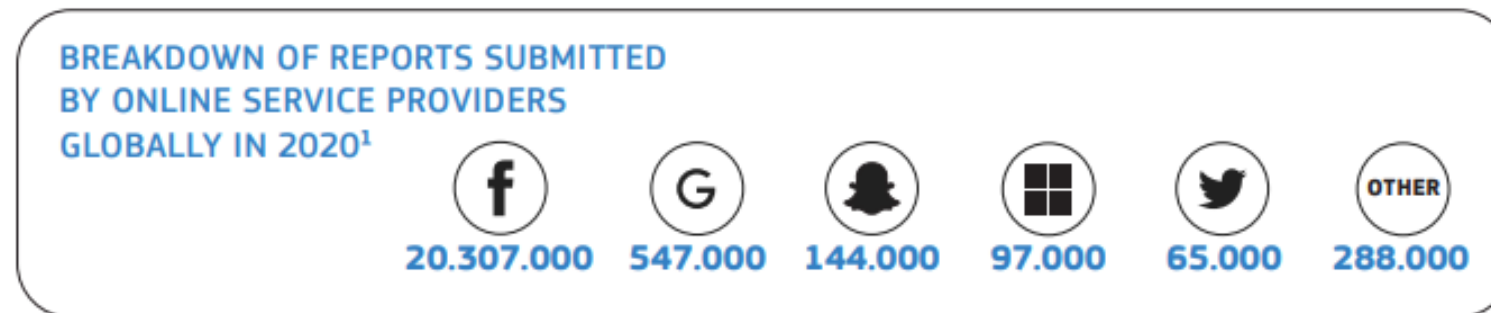 BREAKDOWN OF REPORTS SUBMITTED
BY ONLINE SERVICE PROVIDERS
GLOBALLY IN 2020¹
f G OTHER
20.307.000 547.000 144.000 97.000 65.000 288.000